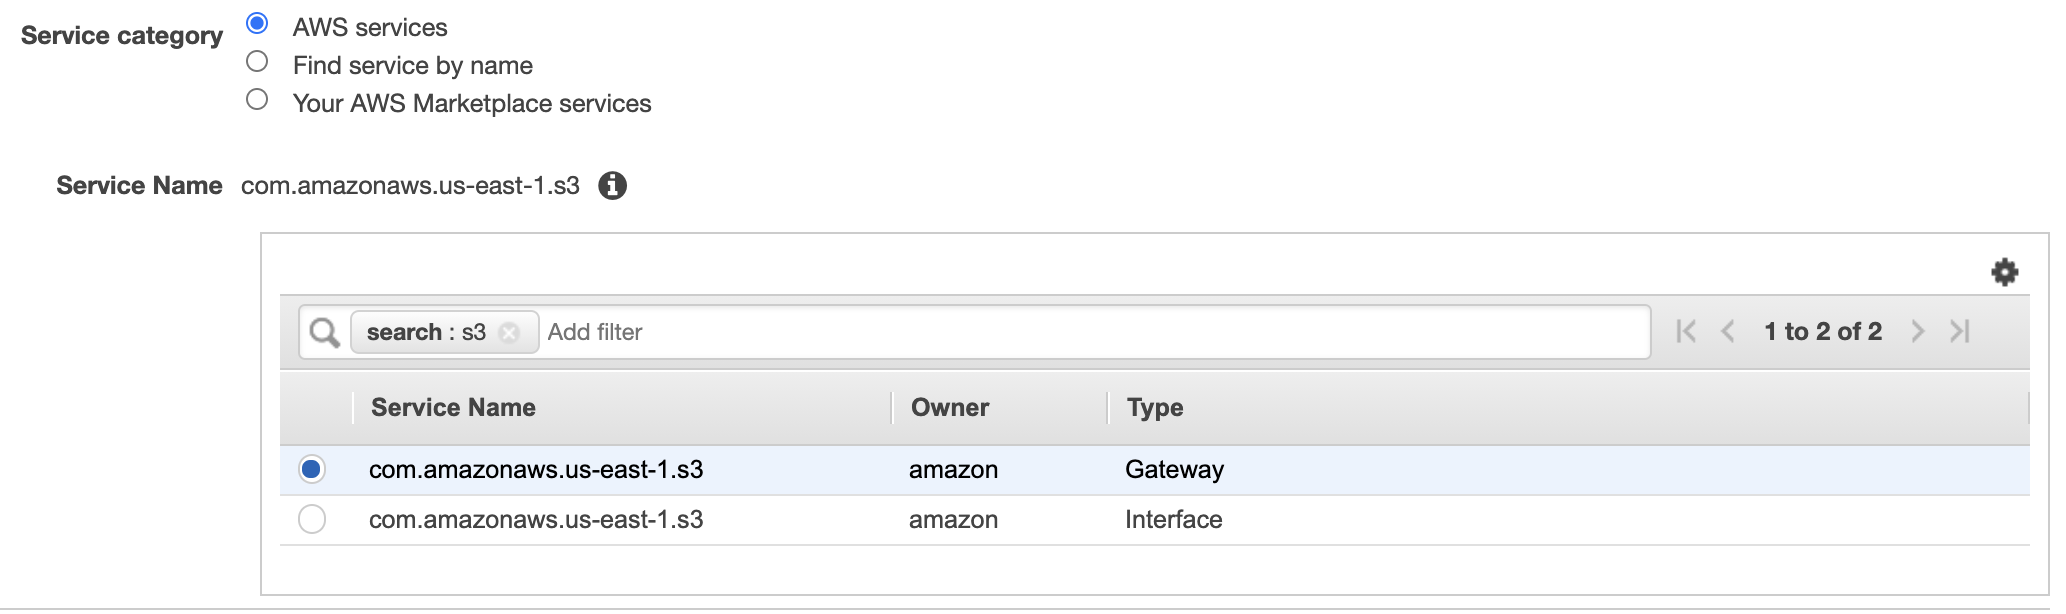 Service category
AWS services
Find service by name
Your AWS Marketplace services
Service Name com.amazonaws.us-east-1.s3
search : s3 Add filter 1 to 2 of 2
Service Name Owner Type
com.amazonaws.us-east-1.s3 amazon Gateway
com.amazonaws.us-east-1.s3 amazon Interface